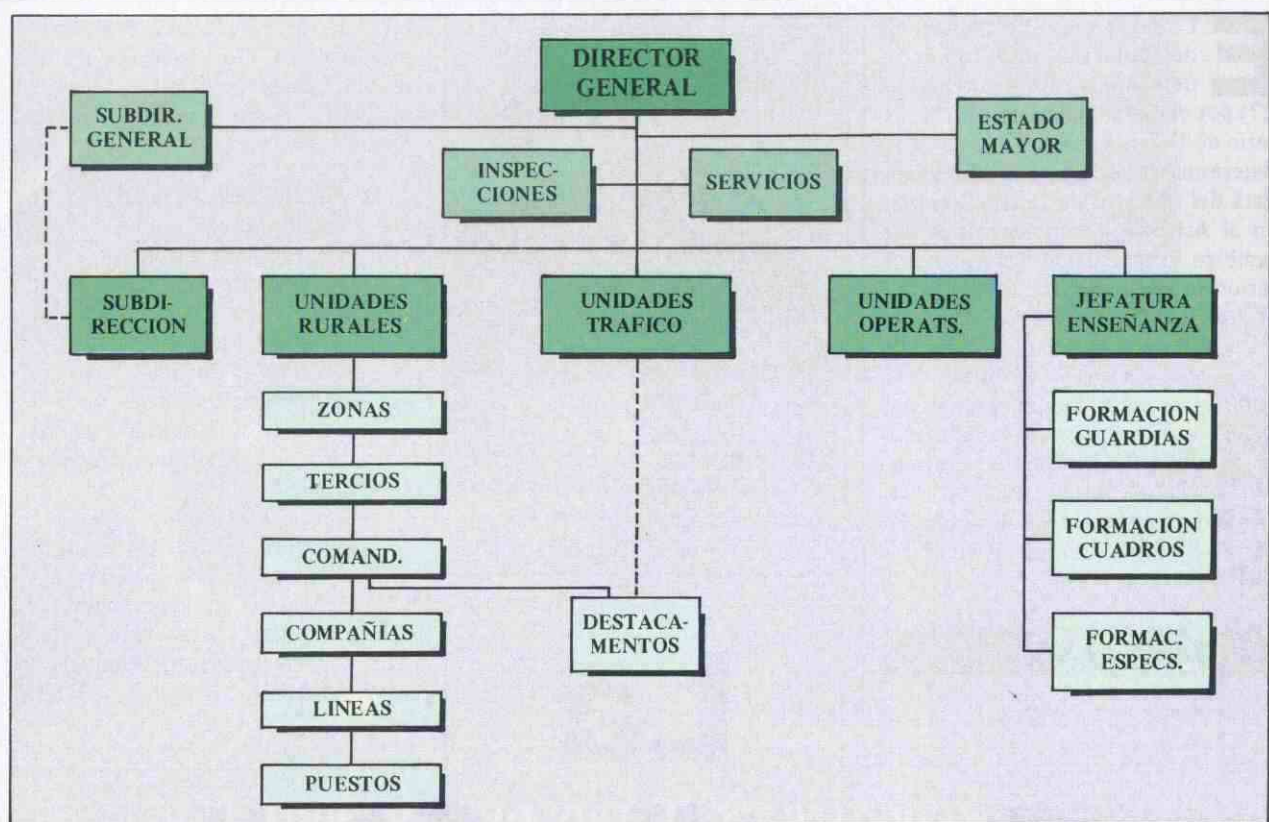 DIRECTOR
GENERAL
SUBDIR.
GENERAL
ESTADO
MAYOR
INSPEC-
CIONES
SERVICIOS
SUBDI-
RECCION
UNIDADES
RURALES
UNIDADES
TRAFICO
UNIDADES
OPERATS.
JEFATURA
ENSEÑANZA
ZONAS
TERCIOS
COMAND.
COMPAÑIAS
LINEAS
PUESTOS
DESTACA-
MENTOS
FORMACION
GUARDIAS
FORMACION
CUADROS
FORMAC.
ESPECS.